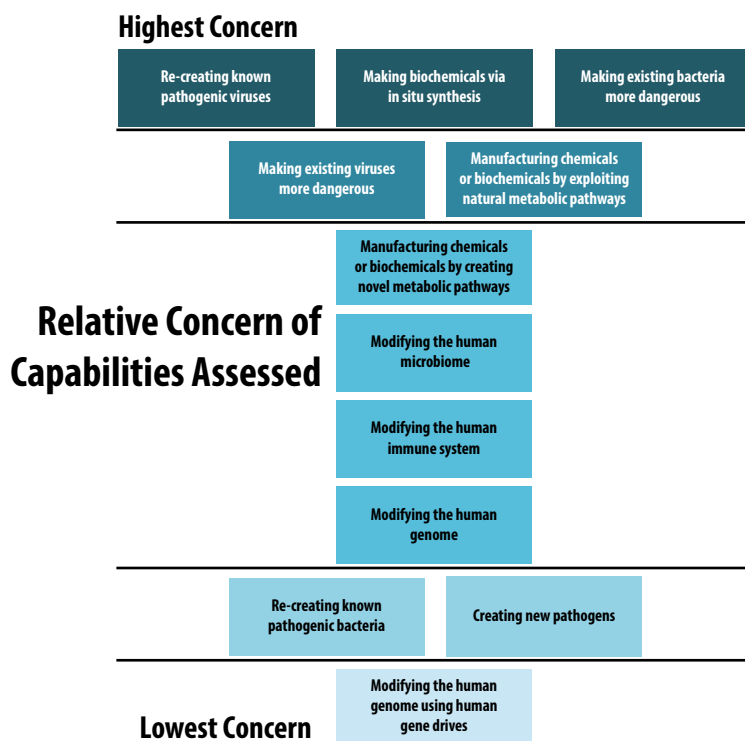 Highest Concern
Re-creating known
pathogenic viruses
Making biochemicals via
in situ synthesis
Making existing bacteria
more dangerous
Making existing viruses
more dangerous
Manufacturing chemicals
or biochemicals by exploiting
natural metabolic pathways
Manufacturing chemicals
or biochemicals by creating
novel metabolic pathways
Relative Concern of
Capabilities Assessed
Modifying the human
microbiome
Modifying the human
immune system
Modifying the human
genome
Re-creating known
pathogenic bacteria
Creating new pathogens
Modifying the human
genome using human
gene drives
Lowest Concern